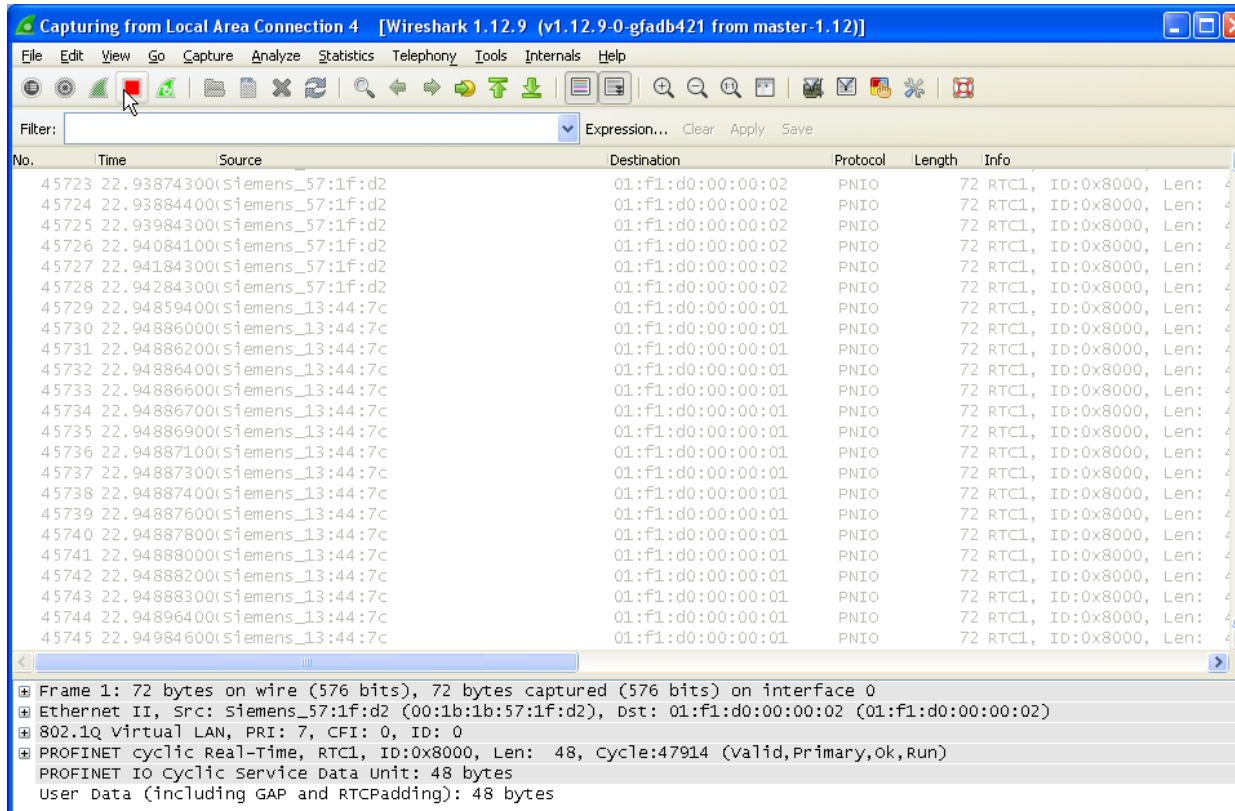 Capturing from Local Area Connection 4 [Wireshark 1.12.9 (v1.12.9-0-gfadb421 from master-1.12)]
File Edit View Go Capture Analyze Statistics Telephony Tools Internals Help
Filter: Expression... Clear Apply Save
No. Time Source Destination Protocol Length Info
45723 22.93874300( Siemens_57:1f:d2 01:f1:d0:00:00:02 PNIO 72 RTC1, ID:0x8000, Len: 4
45724 22.93884400( Siemens_57:1f:d2 01:f1:d0:00:00:02 PNIO 72 RTC1, ID:0x8000, Len: 4
45725 22.93984300( Siemens_57:1f:d2 01:f1:d0:00:00:02 PNIO 72 RTC1, ID:0x8000, Len: 4
45726 22.94084100( Siemens_57:1f:d2 01:f1:d0:00:00:02 PNIO 72 RTC1, ID:0x8000, Len: 4
45727 22.94184300( Siemens_57:1f:d2 01:f1:d0:00:00:02 PNIO 72 RTC1, ID:0x8000, Len: 4
45728 22.94284300( Siemens_57:1f:d2 01:f1:d0:00:00:02 PNIO 72 RTC1, ID:0x8000, Len: 4
45729 22.94859400( Siemens_13:44:7c 01:f1:d0:00:00:01 PNIO 72 RTC1, ID:0x8000, Len: 4
45730 22.94886000( Siemens_13:44:7c 01:f1:d0:00:00:01 PNIO 72 RTC1, ID:0x8000, Len: 4
45731 22.94886200( Siemens_13:44:7c 01:f1:d0:00:00:01 PNIO 72 RTC1, ID:0x8000, Len: 4
45732 22.94886400( Siemens_13:44:7c 01:f1:d0:00:00:01 PNIO 72 RTC1, ID:0x8000, Len: 4
45733 22.94886600( Siemens_13:44:7c 01:f1:d0:00:00:01 PNIO 72 RTC1, ID:0x8000, Len: 4
45734 22.94886700( Siemens_13:44:7c 01:f1:d0:00:00:01 PNIO 72 RTC1, ID:0x8000, Len: 4
45735 22.94886900( Siemens_13:44:7c 01:f1:d0:00:00:01 PNIO 72 RTC1, ID:0x8000, Len: 4
45736 22.94887100( Siemens_13:44:7c 01:f1:d0:00:00:01 PNIO 72 RTC1, ID:0x8000, Len: 4
45737 22.94887300( Siemens_13:44:7c 01:f1:d0:00:00:01 PNIO 72 RTC1, ID:0x8000, Len: 4
45738 22.94887400( Siemens_13:44:7c 01:f1:d0:00:00:01 PNIO 72 RTC1, ID:0x8000, Len: 4
45739 22.94887600( Siemens_13:44:7c 01:f1:d0:00:00:01 PNIO 72 RTC1, ID:0x8000, Len: 4
45740 22.94887800( Siemens_13:44:7c 01:f1:d0:00:00:01 PNIO 72 RTC1, ID:0x8000, Len: 4
45741 22.94888000( Siemens_13:44:7c 01:f1:d0:00:00:01 PNIO 72 RTC1, ID:0x8000, Len: 4
45742 22.94888200( Siemens_13:44:7c 01:f1:d0:00:00:01 PNIO 72 RTC1, ID:0x8000, Len: 4
45743 22.94888300( Siemens_13:44:7c 01:f1:d0:00:00:01 PNIO 72 RTC1, ID:0x8000, Len: 4
45744 22.94896400( Siemens_13:44:7c 01:f1:d0:00:00:01 PNIO 72 RTC1, ID:0x8000, Len: 4
45745 22.94984600( Siemens_13:44:7c 01:f1:d0:00:00:01 PNIO 72 RTC1, ID:0x8000, Len: 4
Frame 1: 72 bytes on wire (576 bits), 72 bytes captured (576 bits) on interface 0
Ethernet II, Src: Siemens_57:1f:d2 (00:1b:1b:57:1f:d2), Dst: 01:f1:d0:00:00:02 (01:f1:d0:00:00:02)
802.1Q Virtual LAN, PRI: 7, CFI: 0, ID: 0
PROFINET cyclic Real-Time, RTC1, ID:0x8000, Len: 48, Cycle:47914 (Valid,Primary,Ok,Run)
PROFINET IO Cyclic Service Data Unit: 48 bytes
User Data (including GAP and RTCPadding): 48 bytes